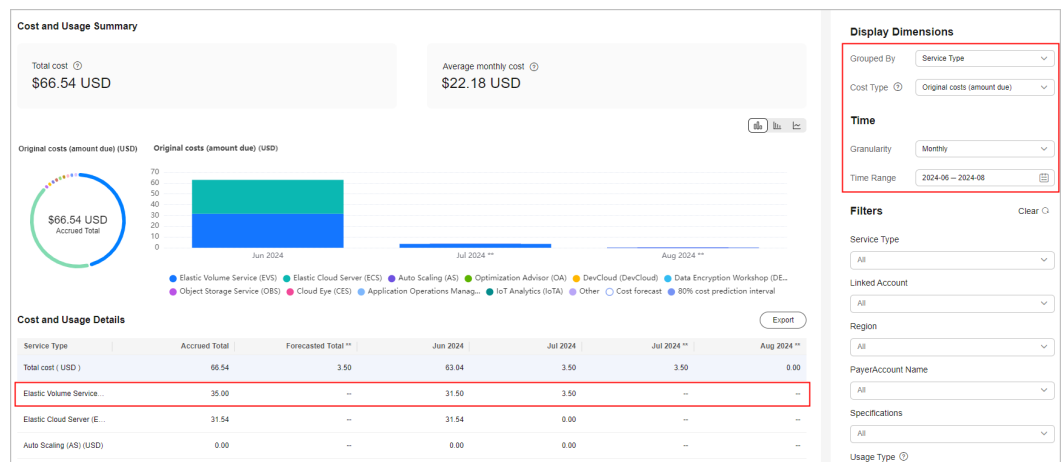 Cost and Usage Summary
Total cost
$66.54 USD
Average monthly cost
$22.18 USD
Original costs (amount due) (USD)
Original costs (amount due) (USD)
$66.54 USD
Accrued Total
70
60
50
40
30
20
10
0
Jun 2024
Jul 2024 **
Aug 2024 **
Elastic Volume Service (EVS) Elastic Cloud Server (ECS) Auto Scaling (AS) Optimization Advisor (OA) DevCloud (DevCloud) Data Encryption Workshop (DE...
Object Storage Service (OBS) Cloud Eye (CES) Application Operations Manag... IoT Analytics (IoTA) Other Cost forecast 80% cost prediction interval
Cost and Usage Details
Export
Service Type Accrued Total Forecasted Total ** Jun 2024 Jul 2024 Jul 2024 ** Aug 2024 **
Total cost ( USD ) 66.54 3.50 63.04 3.50 3.50 0.00
Elastic Volume Service... 35.00 -- 31.50 3.50 -- --
Elastic Cloud Server (E... 31.54 -- 31.54 0.00 -- --
Auto Scaling (AS) (USD) 0.00 -- 0.00 0.00 -- --
Display Dimensions
Grouped By Service Type
Cost Type Original costs (amount due)
Time
Granularity Monthly
Time Range 2024-06 -- 2024-08
Filters Clear
Service Type
All
Linked Account
All
Region
All
PayerAccount Name
All
Specifications
All
Usage Type